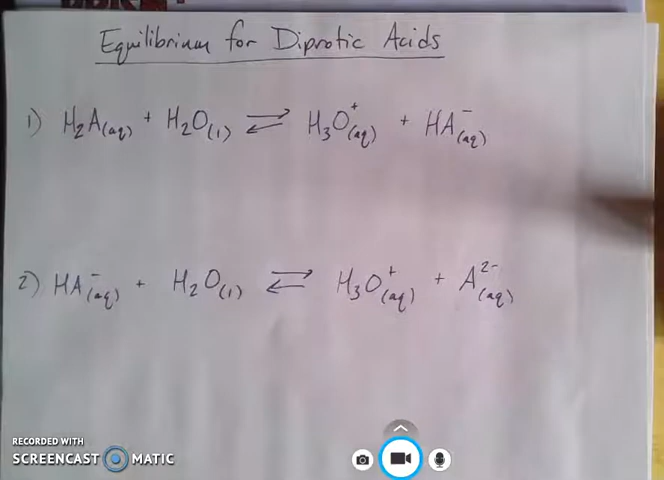 Equilibrium for Diprotic Acids
1) H₂A(aq) + H₂O(l) ⇌ H₃O⁺(aq) + HA⁻(aq)
2) HA⁻(aq) + H₂O(l) ⇌ H₃O⁺(aq) + A²⁻(aq)
RECORDED WITH
SCREENCAST MATIC